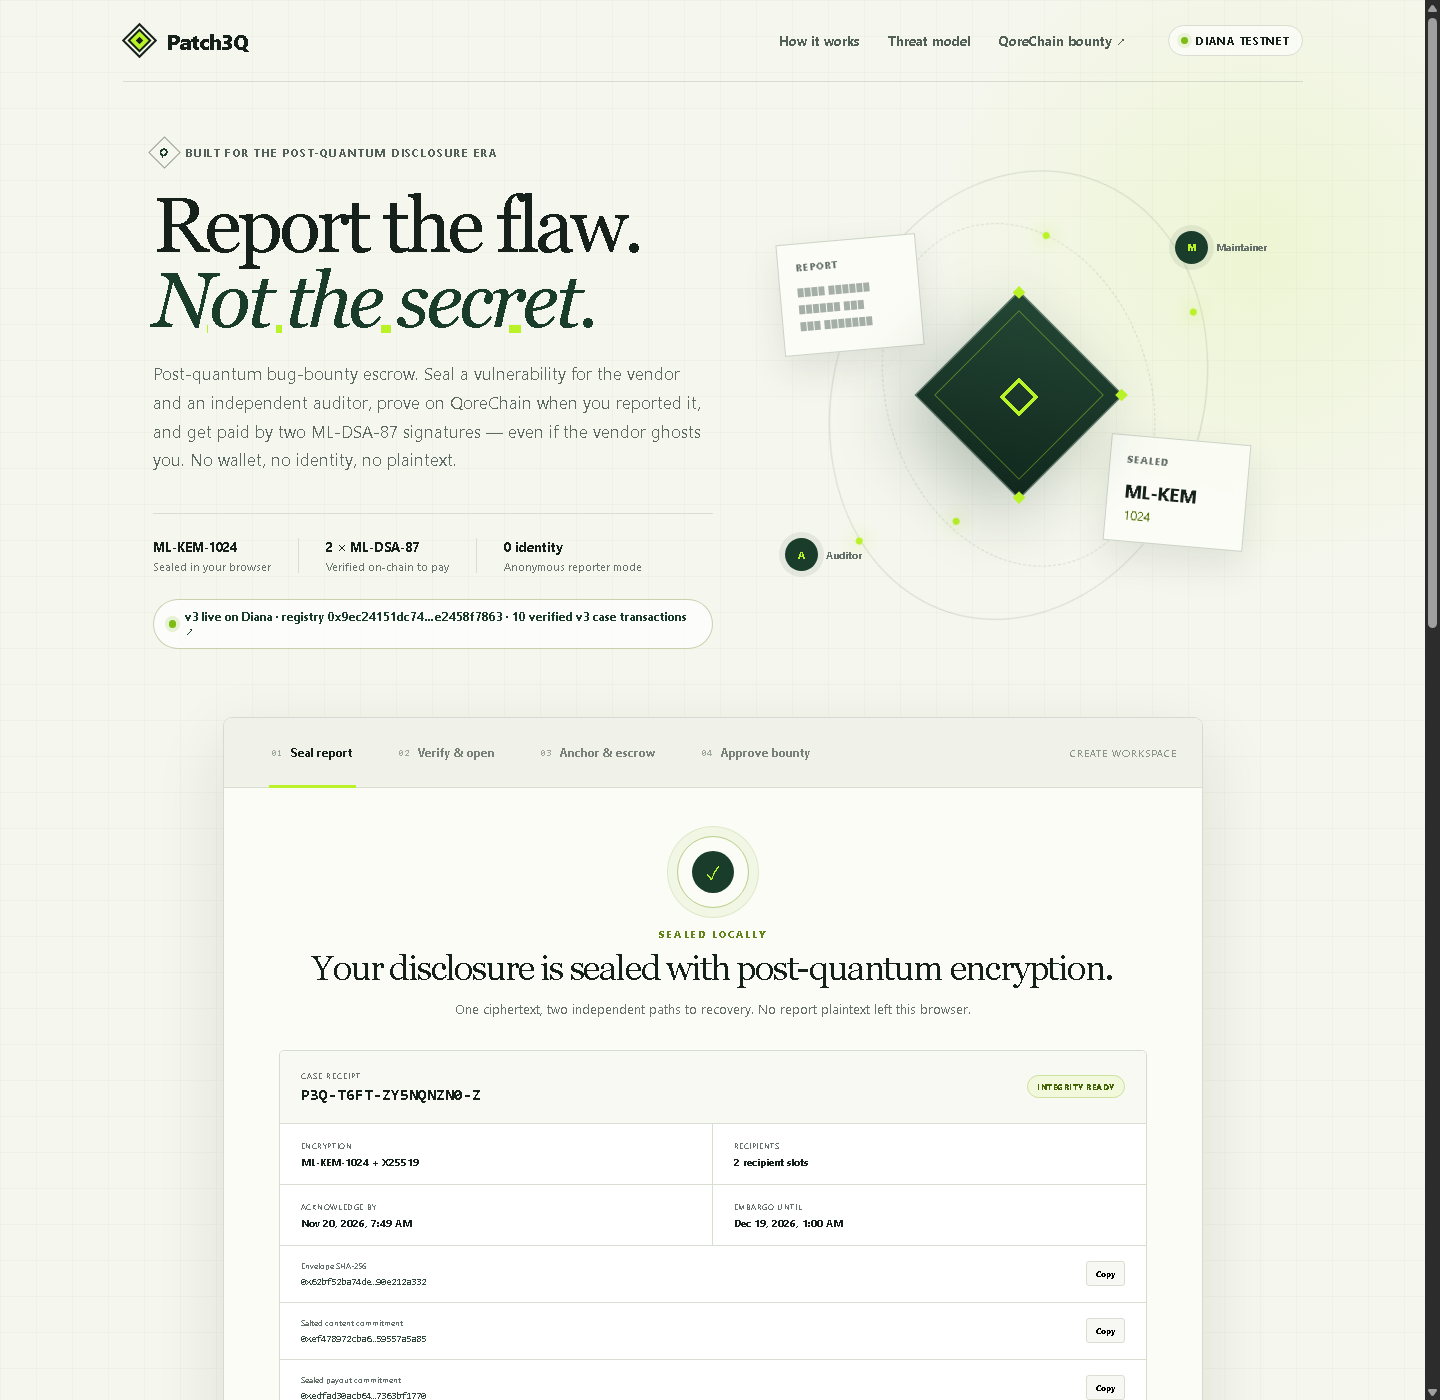 Patch3Q
How it works
Threat model
QoreChain bounty ↗
DIANA TESTNET
BUILT FOR THE POST-QUANTUM DISCLOSURE ERA
Report the flaw.
Not the secret.
Post-quantum bug-bounty escrow. Seal a vulnerability for the vendor
and an independent auditor, prove on QoreChain when you reported it,
and get paid by two ML-DSA-87 signatures — even if the vendor ghosts
you. No wallet, no identity, no plaintext.
ML-KEM-1024
Sealed in your browser
2 × ML-DSA-87
Verified on-chain to pay
0 identity
Anonymous reporter mode
v3 live on Diana · registry 0x9ec24151dc74…e2458f7863 · 10 verified v3 case transactions
↗
REPORT
M
Maintainer
SEALED
ML-KEM
1024
A
Auditor
01 Seal report
02 Verify & open
03 Anchor & escrow
04 Approve bounty
CREATE WORKSPACE
✓
SEALED LOCALLY
Your disclosure is sealed with post-quantum encryption.
One ciphertext, two independent paths to recovery. No report plaintext left this browser.
CASE RECEIPT
P3Q-T6FT-ZY5NQNZN0-Z
INTEGRITY READY
ENCRYPTION
ML-KEM-1024 + X25519
RECIPIENTS
2 recipient slots
ACKNOWLEDGE BY
Nov 20, 2026, 7:49 AM
EMBARGO UNTIL
Dec 19, 2026, 1:00 AM
Envelope SHA-256
0x62bf52ba74de…90e212a332
Copy
Salted content commitment
0xef478972cba6…59557a5a85
Copy
Sealed payout commitment
0xedfad30acb64…7363bf1770
Copy